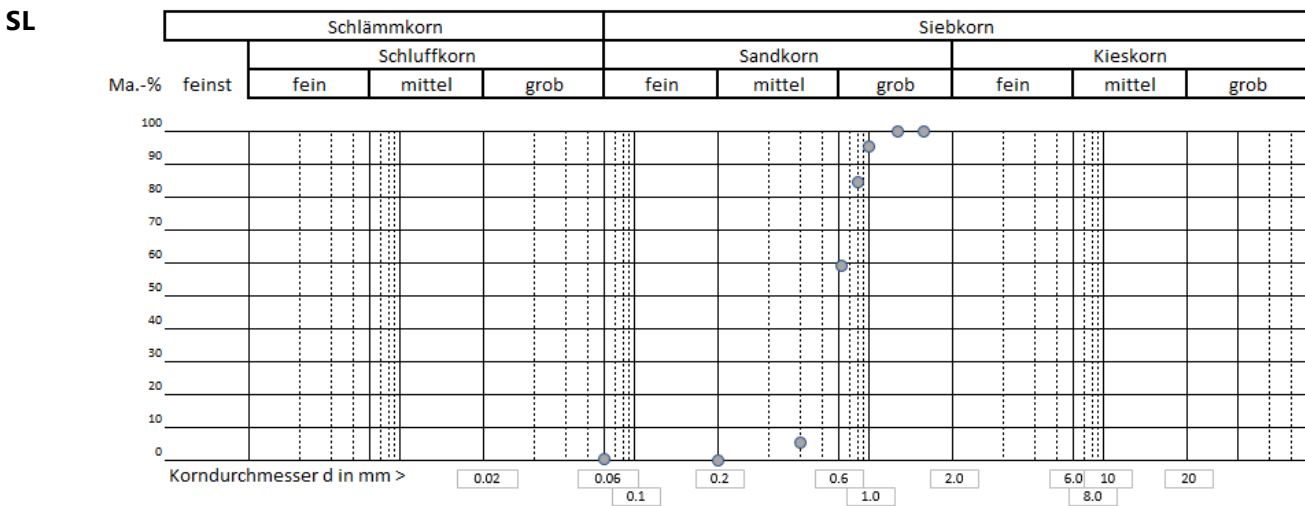 SL
Schlämmkorn Siebkorn
Schluffkorn Sandkorn Kieskorn
Ma.-% feinst fein mittel grob fein mittel grob fein mittel grob
100
90
80
70
60
50
40
30
20
10
0
Korndurchmesser d in mm > 0.02 0.06 0.2 0.6 2.0 6.0 10 20
0.1 1.0 8.0